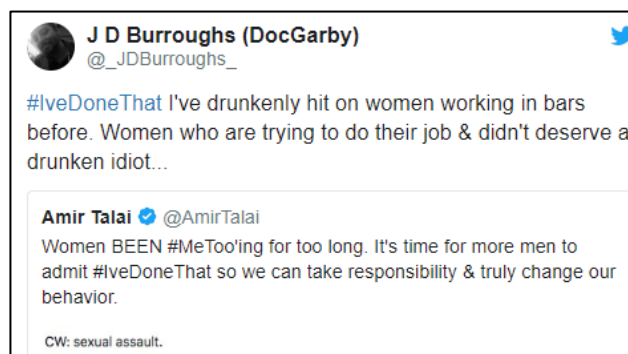 J D Burroughs (DocGarby)
@_JDBurroughs_
#IveDoneThat I've drunkenly hit on women working in bars
before. Women who are trying to do their job & didn't deserve a
drunken idiot...
Amir Talai @AmirTalai
Women BEEN #MeToo'ing for too long. It's time for more men to
admit #IveDoneThat so we can take responsibility & truly change our
behavior.
CW: sexual assault.